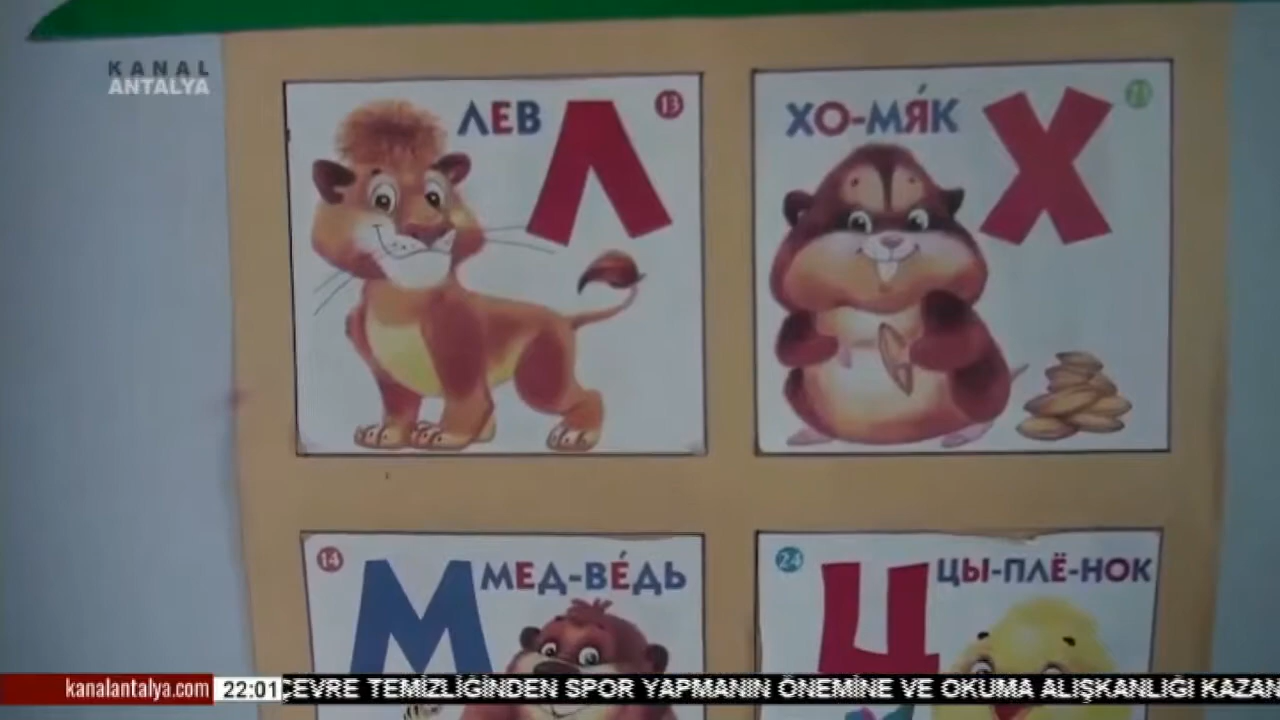 KANAL
ANTALYA
ЛЕВ
Л
13
ХО-МЯ́К
Х
14
М
МЕД-ВЕ́ДЬ
24
Ц
ЦЫ-ПЛЁ-НОК
kanalantalya.com
22:01
ÇEVRE TEMİZLİĞİNDEN SPOR YAPMANIN ÖNEMİNE VE OKUMA ALIŞKANLIĞI KAZAN